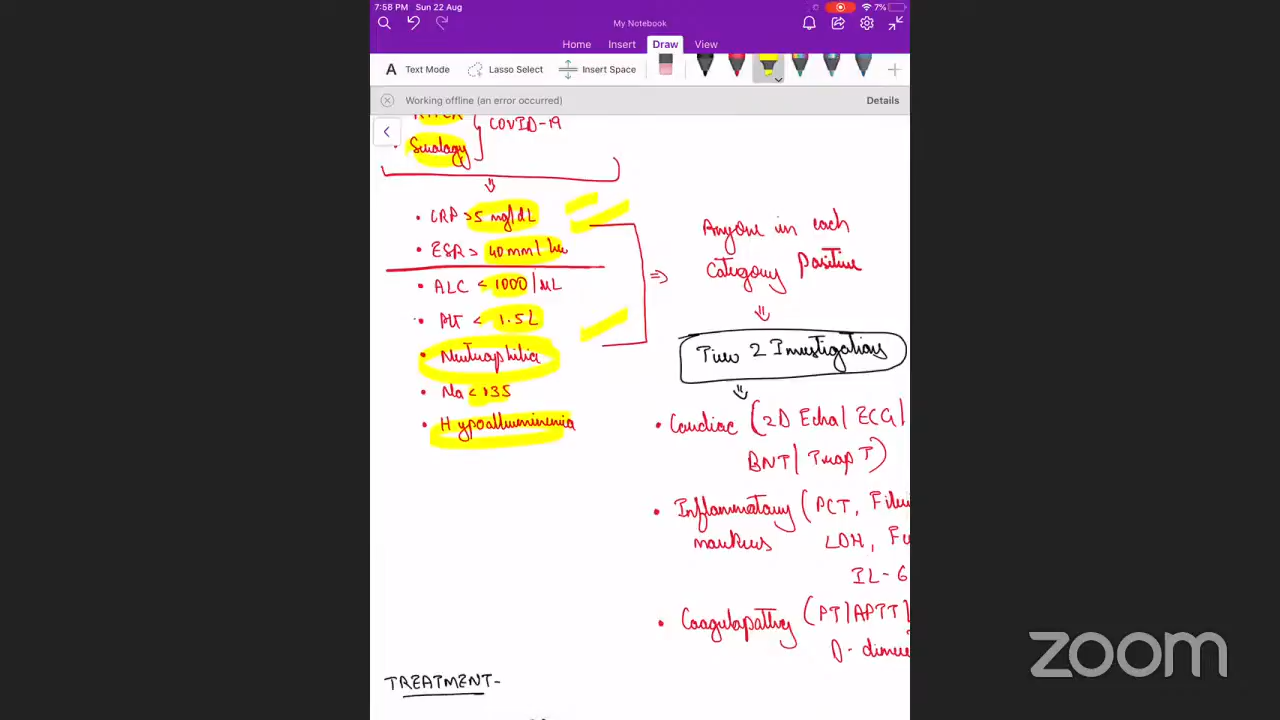 7:58 PM Sun 22 Aug
7%
My Notebook
Home Insert Draw View
A Text Mode Lasso Select Insert Space
Working offline (an error occurred) Details
COVID-19
• Serology
• CRP > 5 mg/dL
• ESR > 40 mm/hr
• ALC < 1000/µL
• Plt < 1.5L
• Neutrophilia
• Na < 135
• Hypoalbuminemia
Anyone in each
Category Positive
Tier 2 Investigations
• Cardiac (2D Echo/ ECG/
BNT/ Trop T)
• Inflammatory (PCT,
markers LDH,
IL-6
• Coagulopathy (PT/APTT/
D-dimer
TREATMENT-
zoom